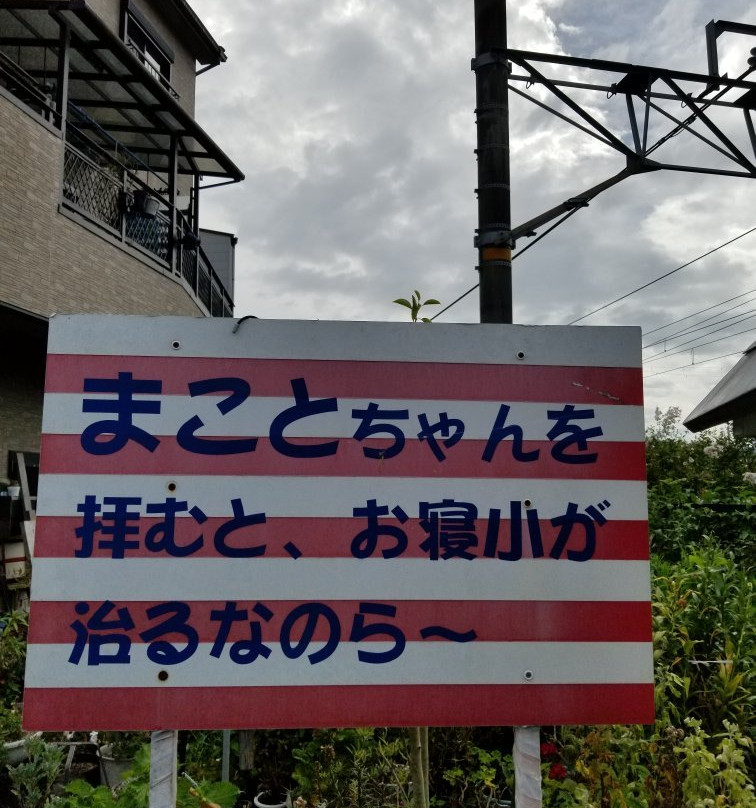 まことちゃんを
拝むと、お寝小が
治るなのら～